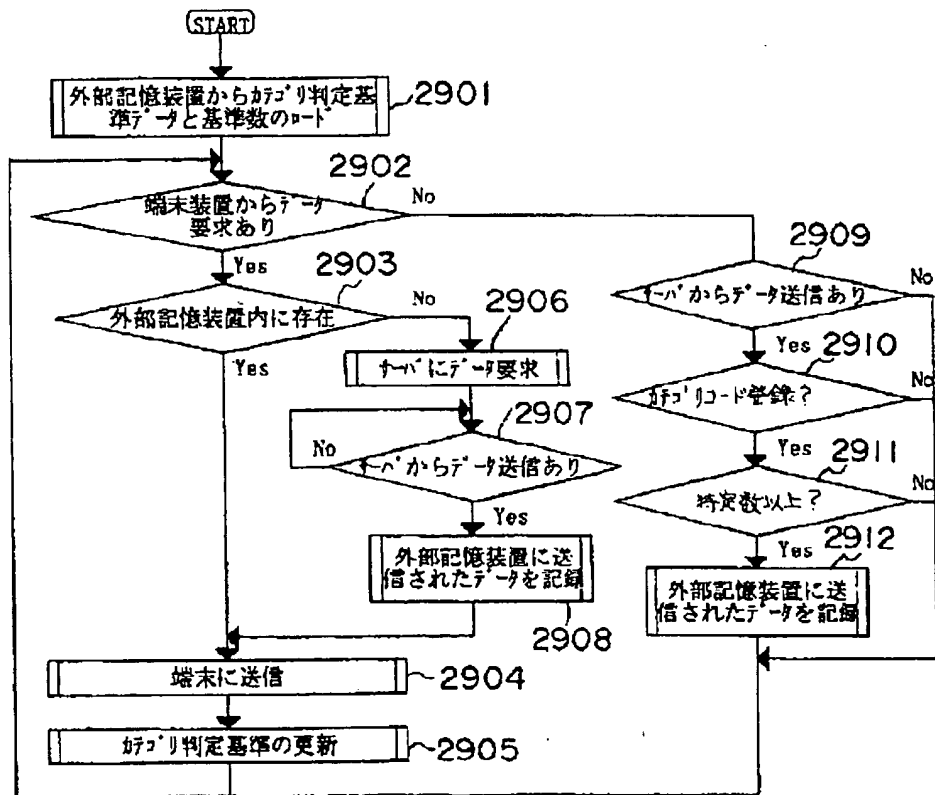 START
外部記憶装置からカテゴリ判定基
準データと基準数のロード
2901
2902
端末装置からデータ
要求あり
No
Yes
2903
外部記憶装置内に存在
No
Yes
2906
サーバにデータ要求
2907
No
サーバからデータ送信あり
Yes
外部記憶装置に送
信されたデータを記録
2908
2909
サーバからデータ送信あり
No
Yes
2910
カテゴリコード登録?
No
Yes
2911
特定数以上?
No
Yes
2912
外部記憶装置に送
信されたデータを記録
端末に送信
2904
カテゴリ判定基準の更新
2905